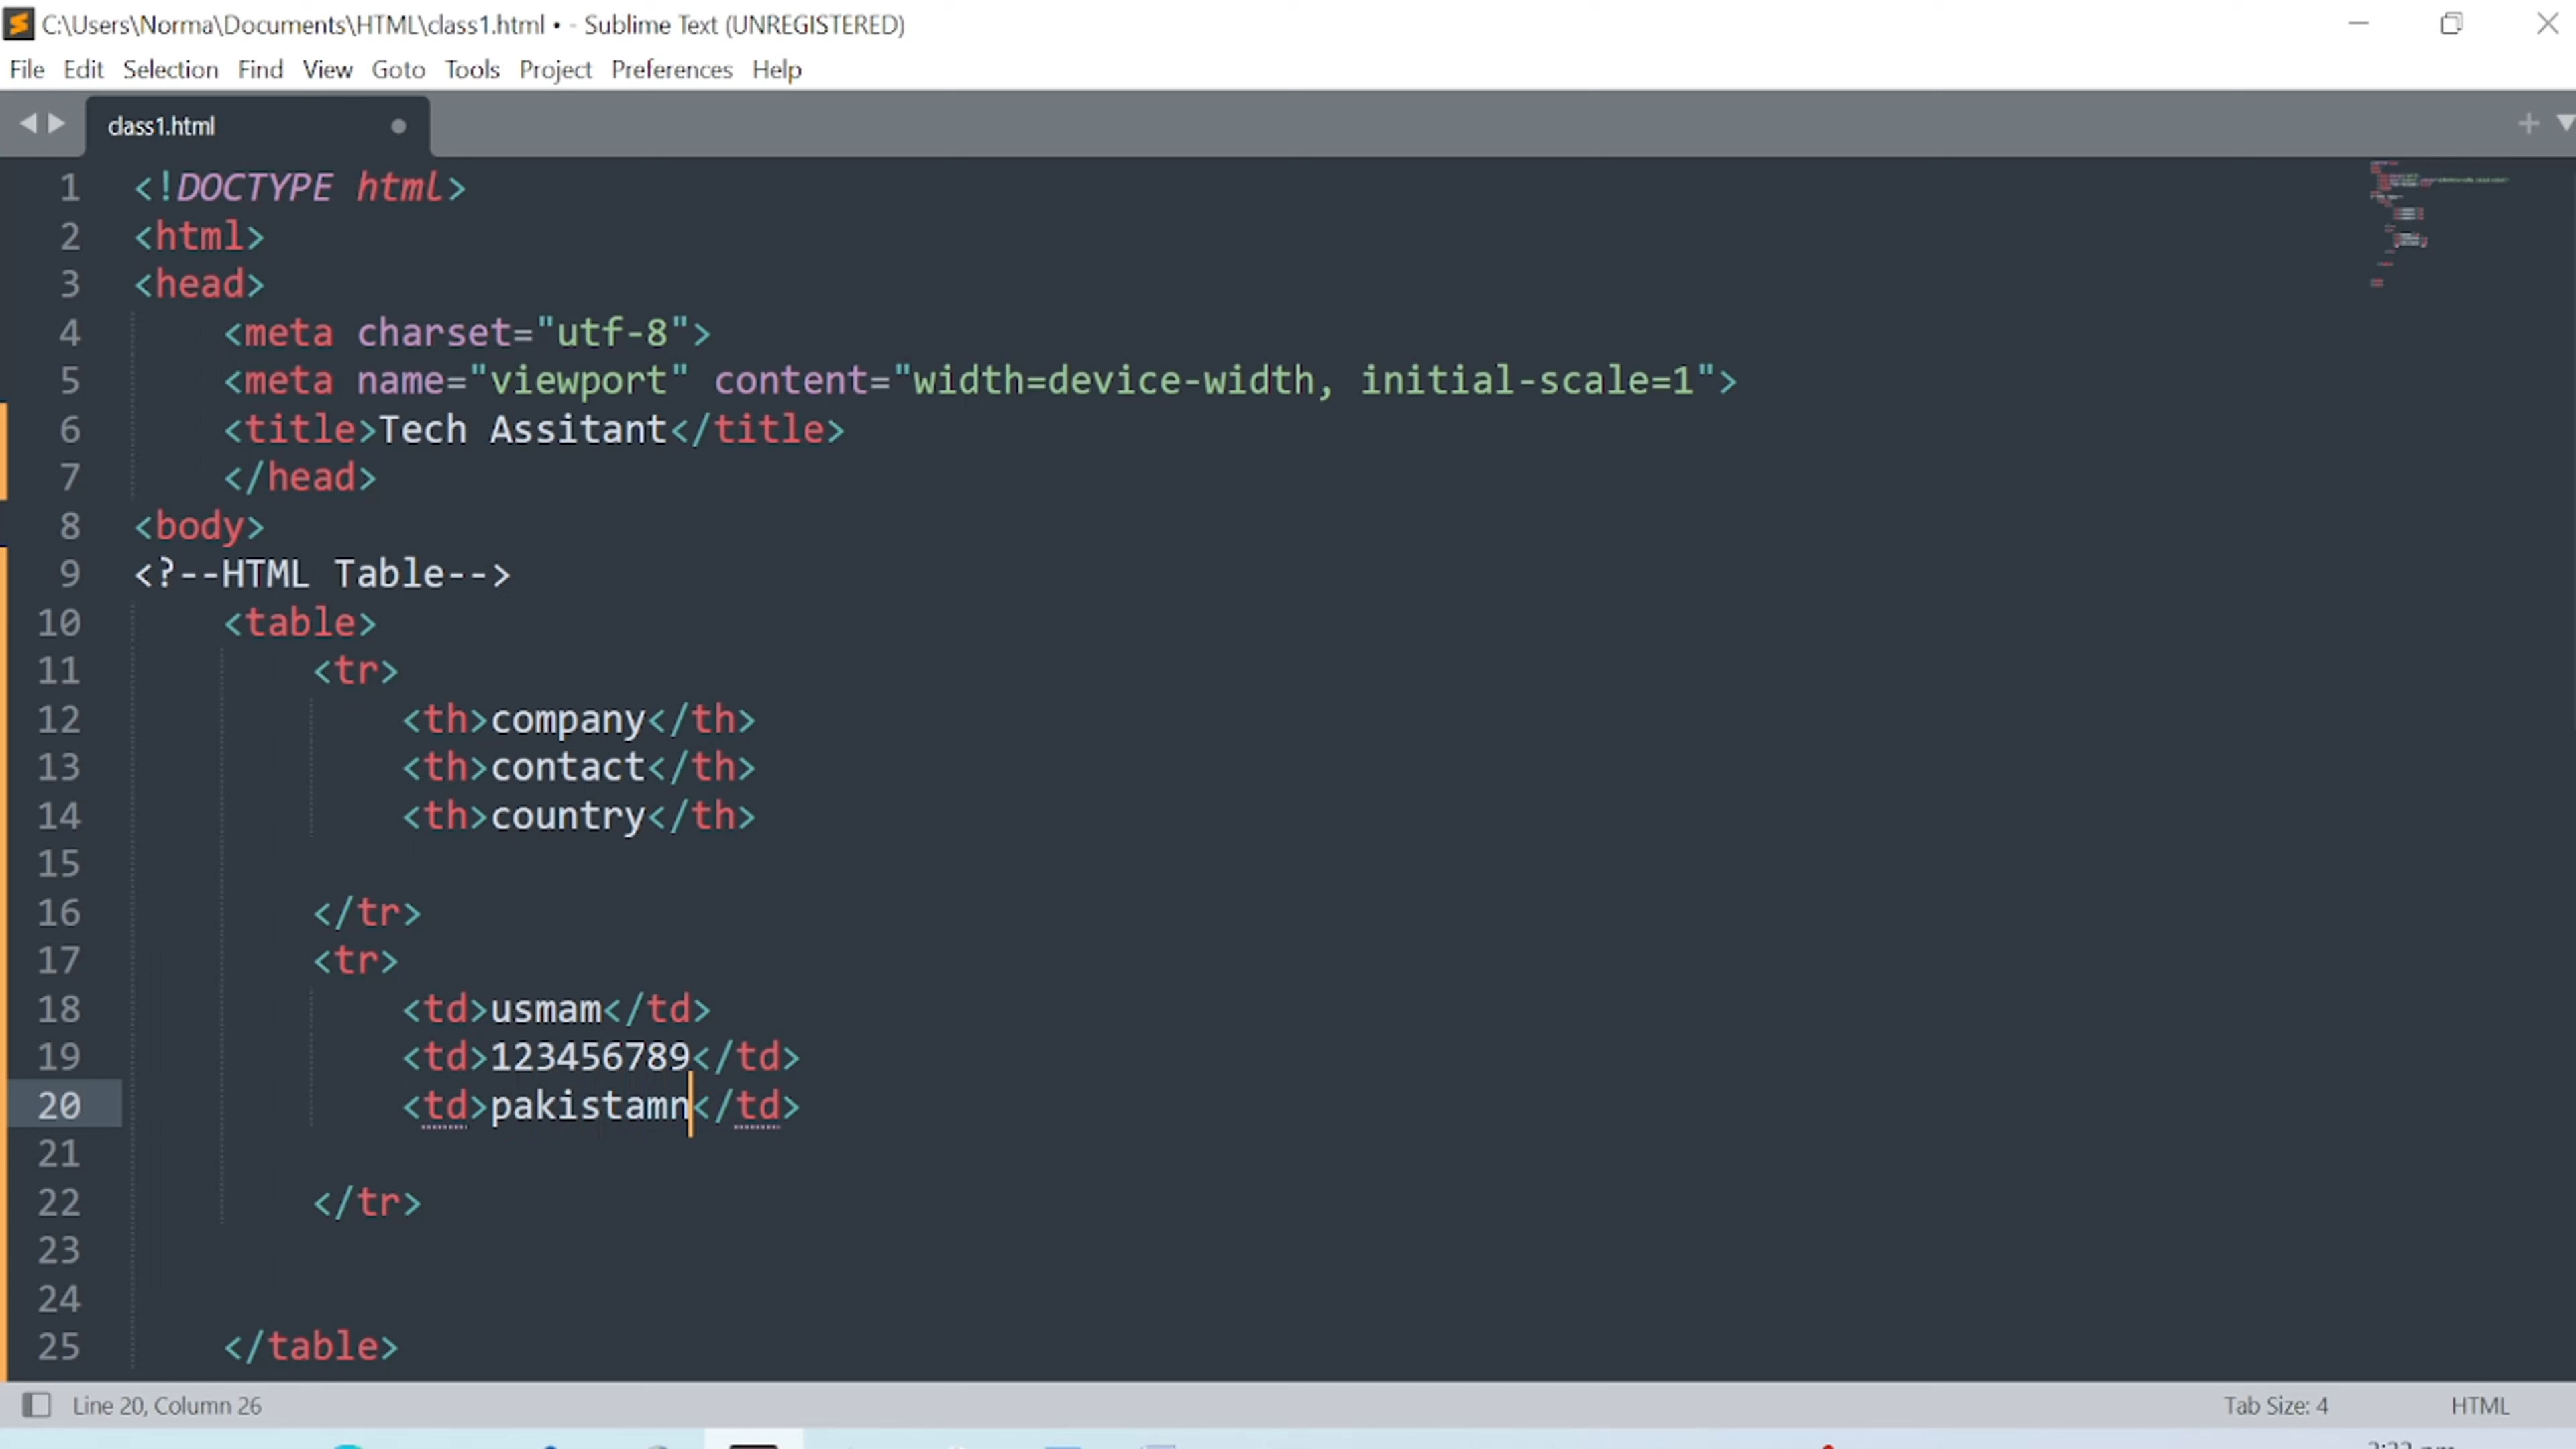 C:\Users\Norma\Documents\HTML\class1.html • - Sublime Text (UNREGISTERED)
File Edit Selection Find View Goto Tools Project Preferences Help
class1.html
1 <!DOCTYPE html>
2 <html>
3 <head>
4 <meta charset="utf-8">
5 <meta name="viewport" content="width=device-width, initial-scale=1">
6 <title>Tech Assitant</title>
7 </head>
8 <body>
9 <?--HTML Table-->
10 <table>
11 <tr>
12 <th>company</th>
13 <th>contact</th>
14 <th>country</th>
15
16 </tr>
17 <tr>
18 <td>usmam</td>
19 <td>123456789</td>
20 <td>pakistamn</td>
21
22 </tr>
23
24
25 </table>
Line 20, Column 26 Tab Size: 4 HTML